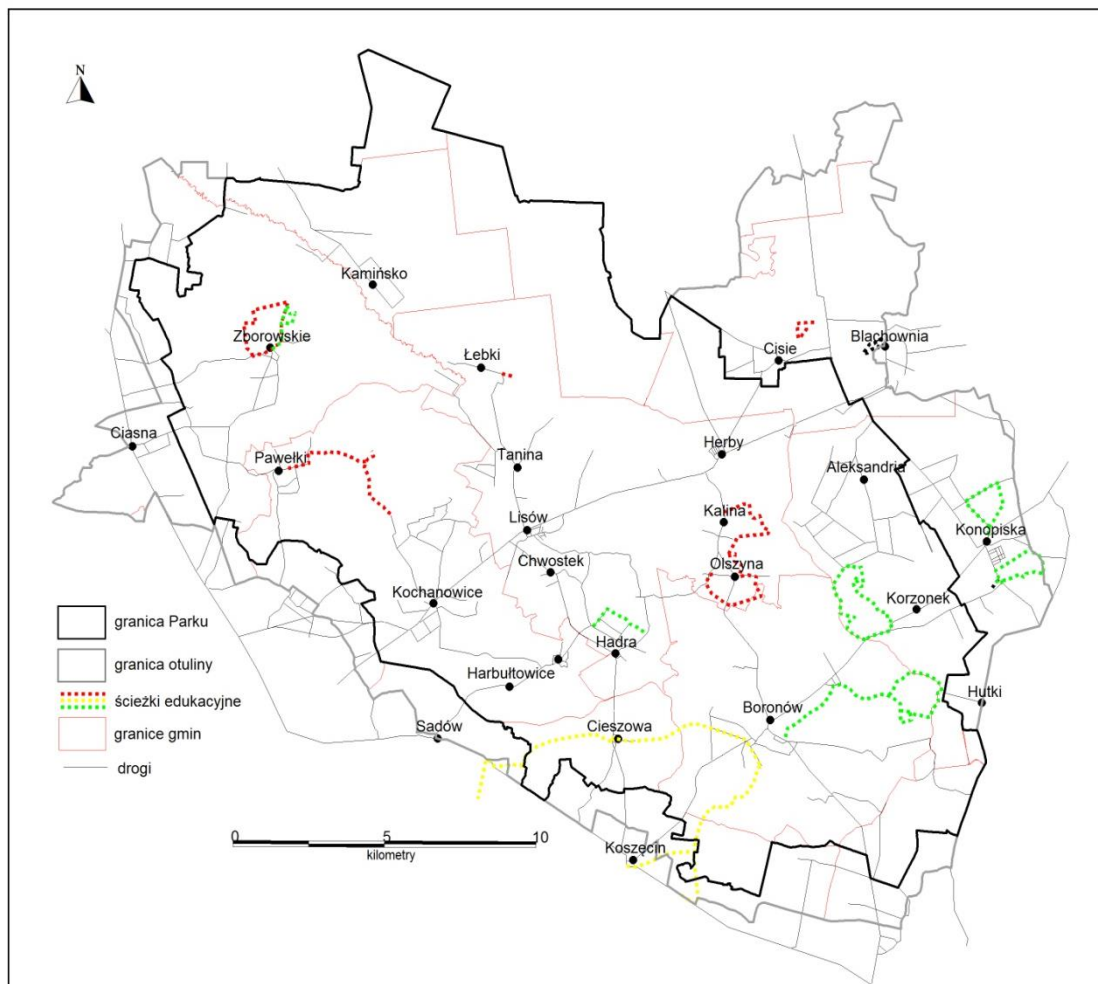 N
Kamińsko
Zborowskie
Łebki
Cisie
Blachownia
Ciasna
Pawełki
Tanina
Herby
Aleksandria
Kalina
Lisów
Konopiska
Chwostek
Olszyna
Kochanowice
Korzonek
granica Parku
granica otuliny
ścieżki edukacyjne
granice gmin
drogi
Hadra
Harbułtowice
Hutki
Boronów
Sadów
Cieszowa
0 5 10
kilometry
Koszęcin